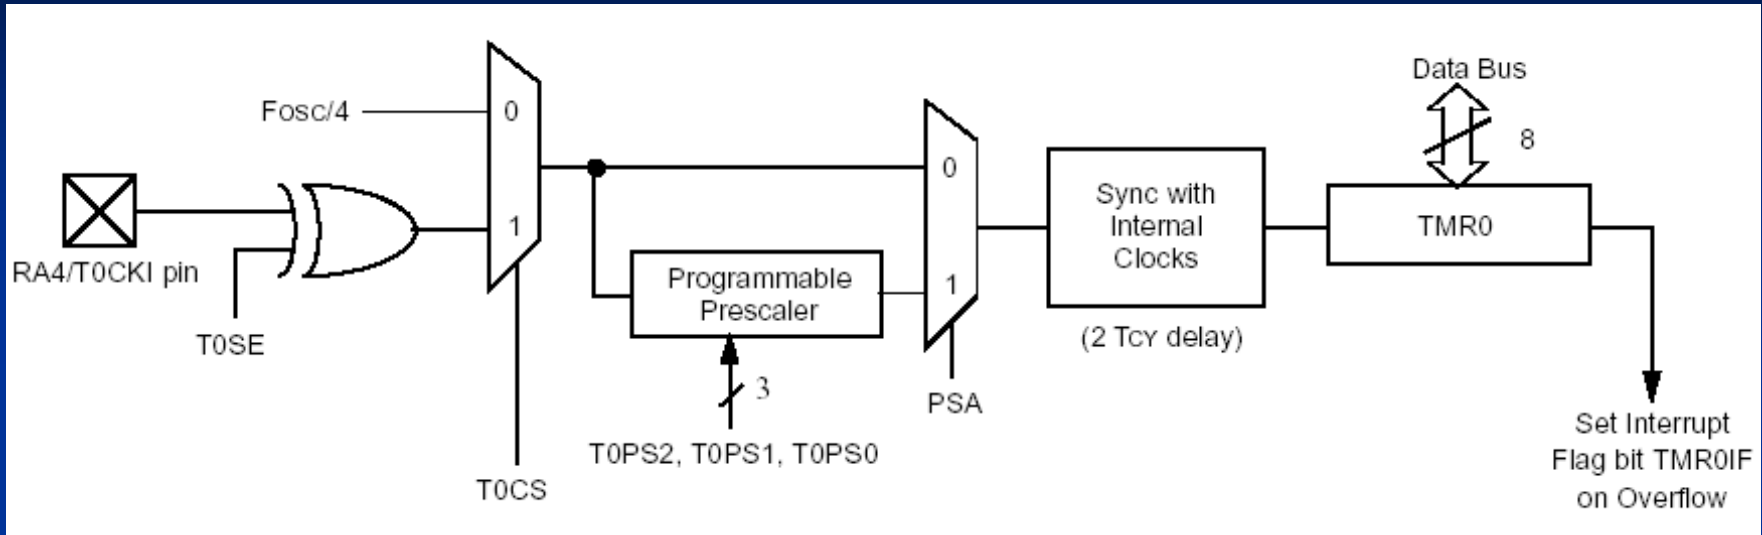 Fosc/4
0
1
RA4/T0CKI pin
T0SE
T0CS
Programmable
Prescaler
3
T0PS2, T0PS1, T0PS0
0
1
PSA
Sync with
Internal
Clocks
(2 TCY delay)
Data Bus
8
TMR0
Set Interrupt
Flag bit TMR0IF
on Overflow